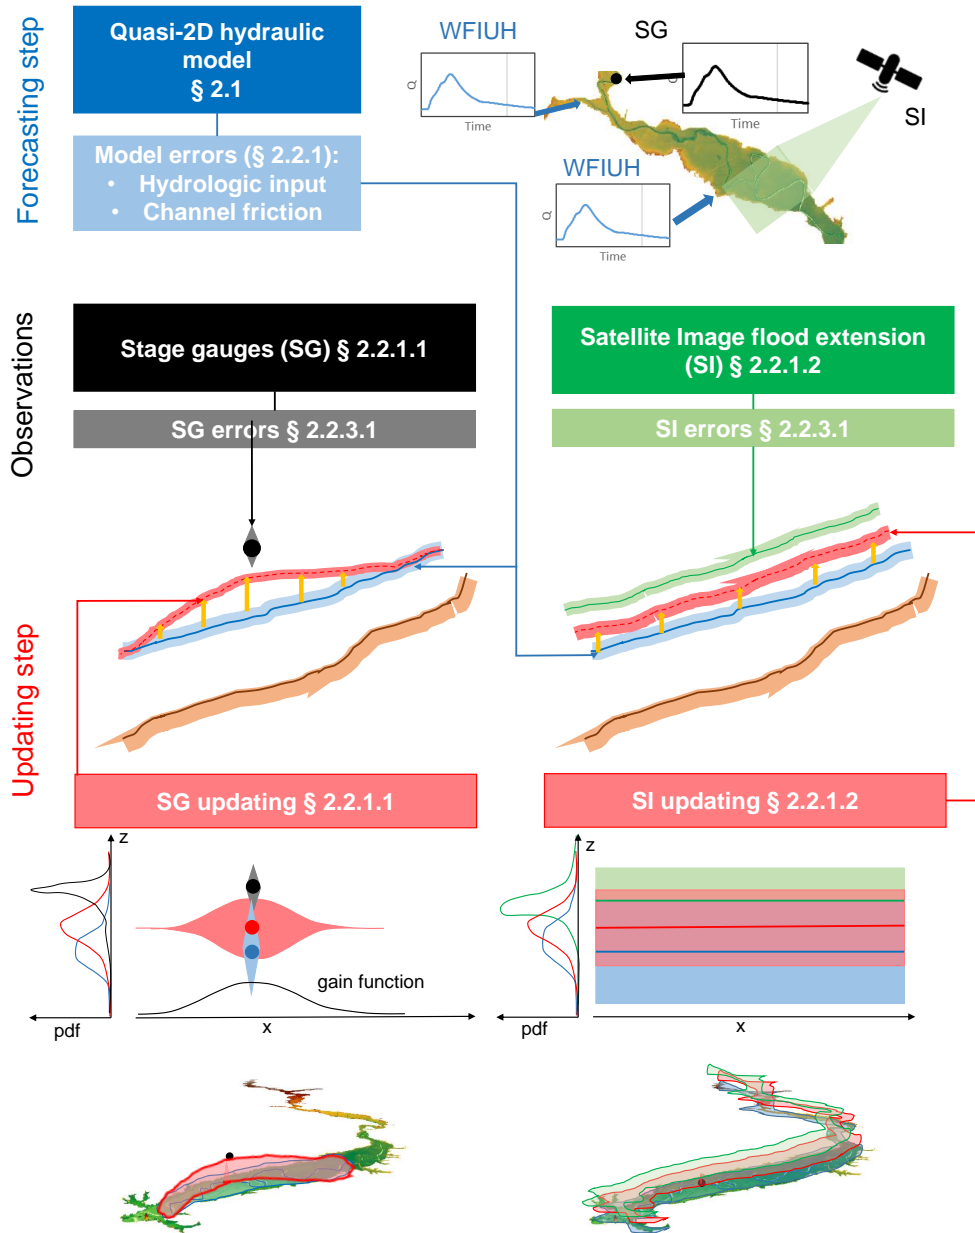 Forecasting step
Quasi-2D hydraulic
model
§ 2.1
Model errors (§ 2.2.1):
• Hydrologic input
• Channel friction
WFIUH
Q
Time
SG
Q
Time
SI
WFIUH
Q
Time
Observations
Stage gauges (SG) § 2.2.1.1
SG errors § 2.2.3.1
Satellite Image flood extension
(SI) § 2.2.1.2
SI errors § 2.2.3.1
Updating step
SG updating § 2.2.1.1
SI updating § 2.2.1.2
z
gain function
pdf
x
z
pdf
x